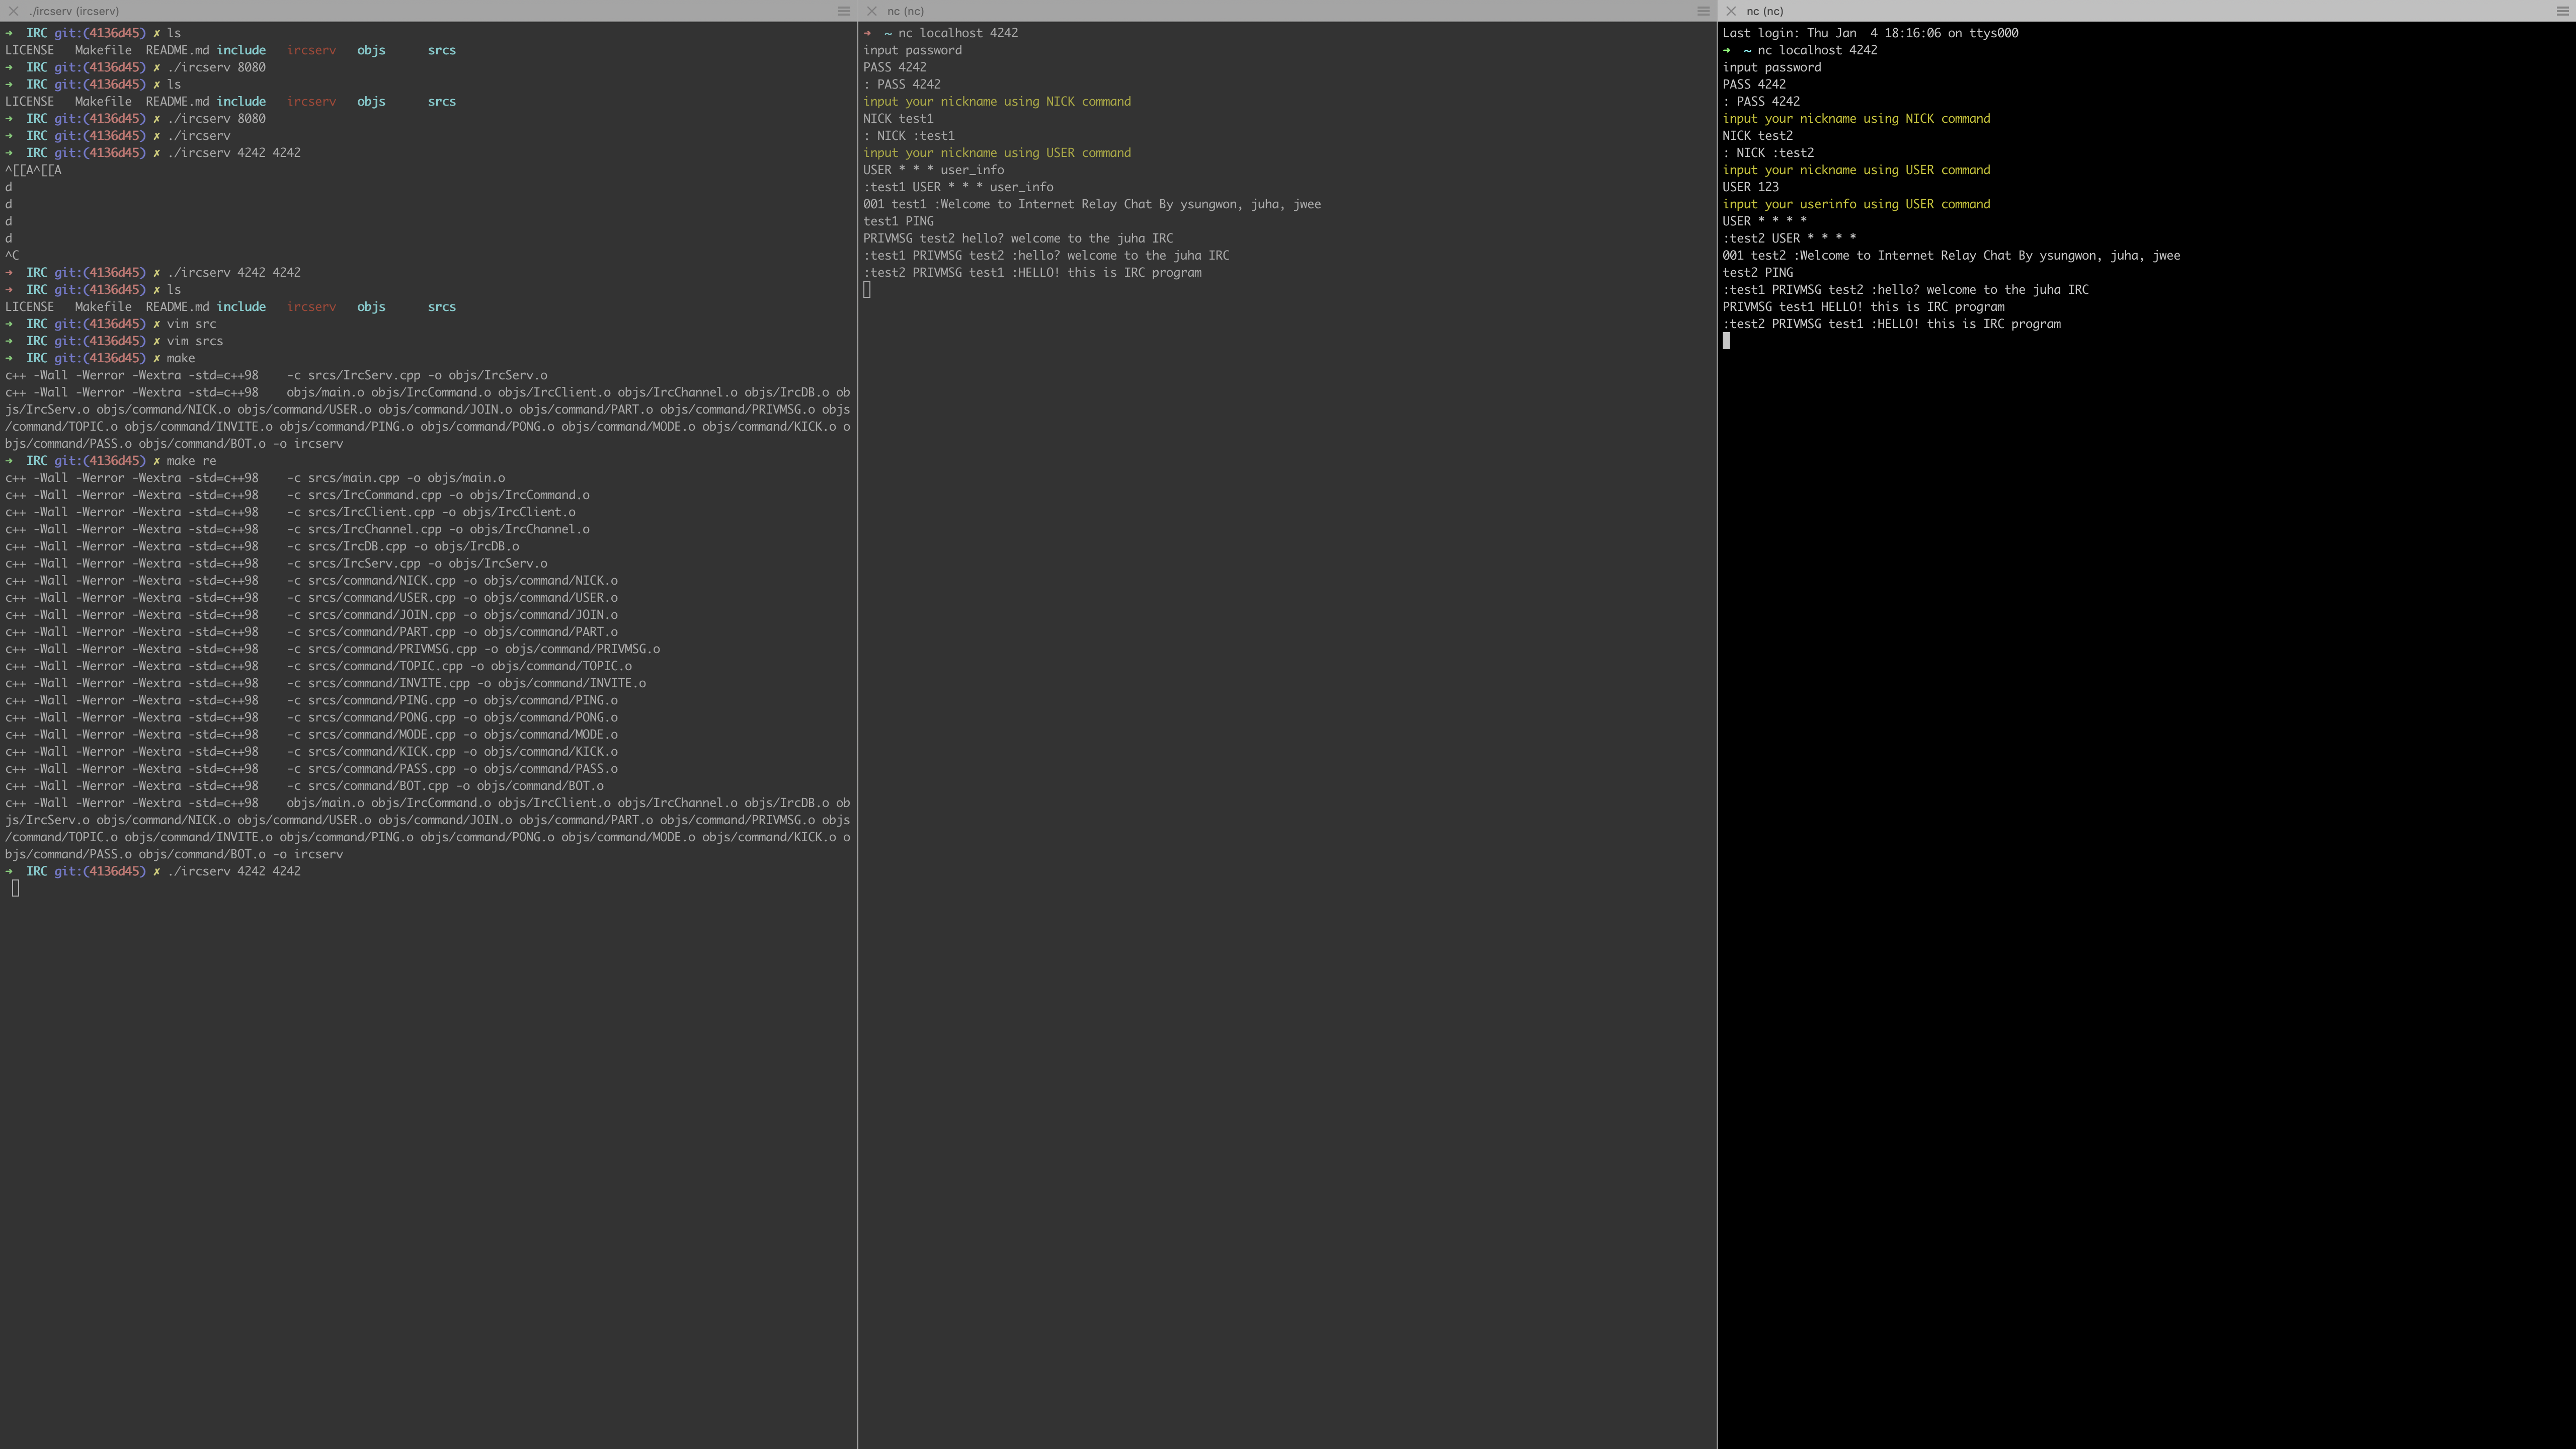 ./ircserv (ircserv)
➜  IRC git:(4136d45) ✗ ls
LICENSE   Makefile  README.md include   ircserv   objs      srcs
➜  IRC git:(4136d45) ✗ ./ircserv 8080
➜  IRC git:(4136d45) ✗ ls
LICENSE   Makefile  README.md include   ircserv   objs      srcs
➜  IRC git:(4136d45) ✗ ./ircserv 8080
➜  IRC git:(4136d45) ✗ ./ircserv
➜  IRC git:(4136d45) ✗ ./ircserv 4242 4242
^[[A^[[A
d
d
d
d
^C
➜  IRC git:(4136d45) ✗ ./ircserv 4242 4242
➜  IRC git:(4136d45) ✗ ls
LICENSE   Makefile  README.md include   ircserv   objs      srcs
➜  IRC git:(4136d45) ✗ vim src
➜  IRC git:(4136d45) ✗ vim srcs
➜  IRC git:(4136d45) ✗ make
c++ -Wall -Werror -Wextra -std=c++98    -c srcs/IrcServ.cpp -o objs/IrcServ.o
c++ -Wall -Werror -Wextra -std=c++98    objs/main.o objs/IrcCommand.o objs/IrcClient.o objs/IrcChannel.o objs/IrcDB.o ob
js/IrcServ.o objs/command/NICK.o objs/command/USER.o objs/command/JOIN.o objs/command/PART.o objs/command/PRIVMSG.o objs
/command/TOPIC.o objs/command/INVITE.o objs/command/PING.o objs/command/PONG.o objs/command/MODE.o objs/command/KICK.o o
bjs/command/PASS.o objs/command/BOT.o -o ircserv
➜  IRC git:(4136d45) ✗ make re
c++ -Wall -Werror -Wextra -std=c++98    -c srcs/main.cpp -o objs/main.o
c++ -Wall -Werror -Wextra -std=c++98    -c srcs/IrcCommand.cpp -o objs/IrcCommand.o
c++ -Wall -Werror -Wextra -std=c++98    -c srcs/IrcClient.cpp -o objs/IrcClient.o
c++ -Wall -Werror -Wextra -std=c++98    -c srcs/IrcChannel.cpp -o objs/IrcChannel.o
c++ -Wall -Werror -Wextra -std=c++98    -c srcs/IrcDB.cpp -o objs/IrcDB.o
c++ -Wall -Werror -Wextra -std=c++98    -c srcs/IrcServ.cpp -o objs/IrcServ.o
c++ -Wall -Werror -Wextra -std=c++98    -c srcs/command/NICK.cpp -o objs/command/NICK.o
c++ -Wall -Werror -Wextra -std=c++98    -c srcs/command/USER.cpp -o objs/command/USER.o
c++ -Wall -Werror -Wextra -std=c++98    -c srcs/command/JOIN.cpp -o objs/command/JOIN.o
c++ -Wall -Werror -Wextra -std=c++98    -c srcs/command/PART.cpp -o objs/command/PART.o
c++ -Wall -Werror -Wextra -std=c++98    -c srcs/command/PRIVMSG.cpp -o objs/command/PRIVMSG.o
c++ -Wall -Werror -Wextra -std=c++98    -c srcs/command/TOPIC.cpp -o objs/command/TOPIC.o
c++ -Wall -Werror -Wextra -std=c++98    -c srcs/command/INVITE.cpp -o objs/command/INVITE.o
c++ -Wall -Werror -Wextra -std=c++98    -c srcs/command/PING.cpp -o objs/command/PING.o
c++ -Wall -Werror -Wextra -std=c++98    -c srcs/command/PONG.cpp -o objs/command/PONG.o
c++ -Wall -Werror -Wextra -std=c++98    -c srcs/command/MODE.cpp -o objs/command/MODE.o
c++ -Wall -Werror -Wextra -std=c++98    -c srcs/command/KICK.cpp -o objs/command/KICK.o
c++ -Wall -Werror -Wextra -std=c++98    -c srcs/command/PASS.cpp -o objs/command/PASS.o
c++ -Wall -Werror -Wextra -std=c++98    -c srcs/command/BOT.cpp -o objs/command/BOT.o
c++ -Wall -Werror -Wextra -std=c++98    objs/main.o objs/IrcCommand.o objs/IrcClient.o objs/IrcChannel.o objs/IrcDB.o ob
js/IrcServ.o objs/command/NICK.o objs/command/USER.o objs/command/JOIN.o objs/command/PART.o objs/command/PRIVMSG.o objs
/command/TOPIC.o objs/command/INVITE.o objs/command/PING.o objs/command/PONG.o objs/command/MODE.o objs/command/KICK.o o
bjs/command/PASS.o objs/command/BOT.o -o ircserv
➜  IRC git:(4136d45) ✗ ./ircserv 4242 4242
nc (nc)
➜  ~ nc localhost 4242
input password
PASS 4242
: PASS 4242
input your nickname using NICK command
NICK test1
: NICK :test1
input your nickname using USER command
USER * * * user_info
:test1 USER * * * user_info
001 test1 :Welcome to Internet Relay Chat By ysungwon, juha, jwee
test1 PING
PRIVMSG test2 hello? welcome to the juha IRC
:test1 PRIVMSG test2 :hello? welcome to the juha IRC
:test2 PRIVMSG test1 :HELLO! this is IRC program
nc (nc)
Last login: Thu Jan  4 18:16:06 on ttys000
➜  ~ nc localhost 4242
input password
PASS 4242
: PASS 4242
input your nickname using NICK command
NICK test2
: NICK :test2
input your nickname using USER command
USER 123
input your userinfo using USER command
USER * * * *
:test2 USER * * * *
001 test2 :Welcome to Internet Relay Chat By ysungwon, juha, jwee
test2 PING
:test1 PRIVMSG test2 :hello? welcome to the juha IRC
PRIVMSG test1 HELLO! this is IRC program
:test2 PRIVMSG test1 :HELLO! this is IRC program